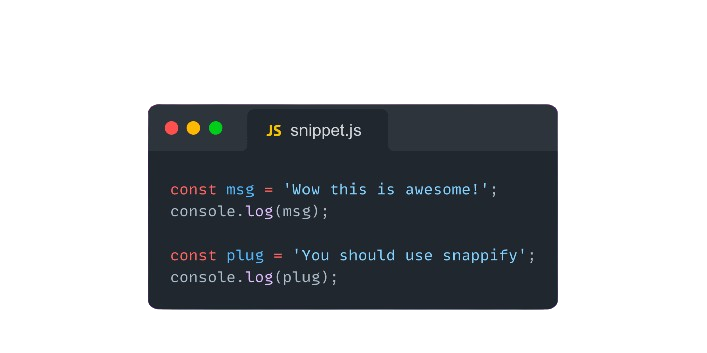 JS snippet.js
const msg = 'Wow this is awesome!';
console.log(msg);
const plug = 'You should use snappify';
console.log(plug);